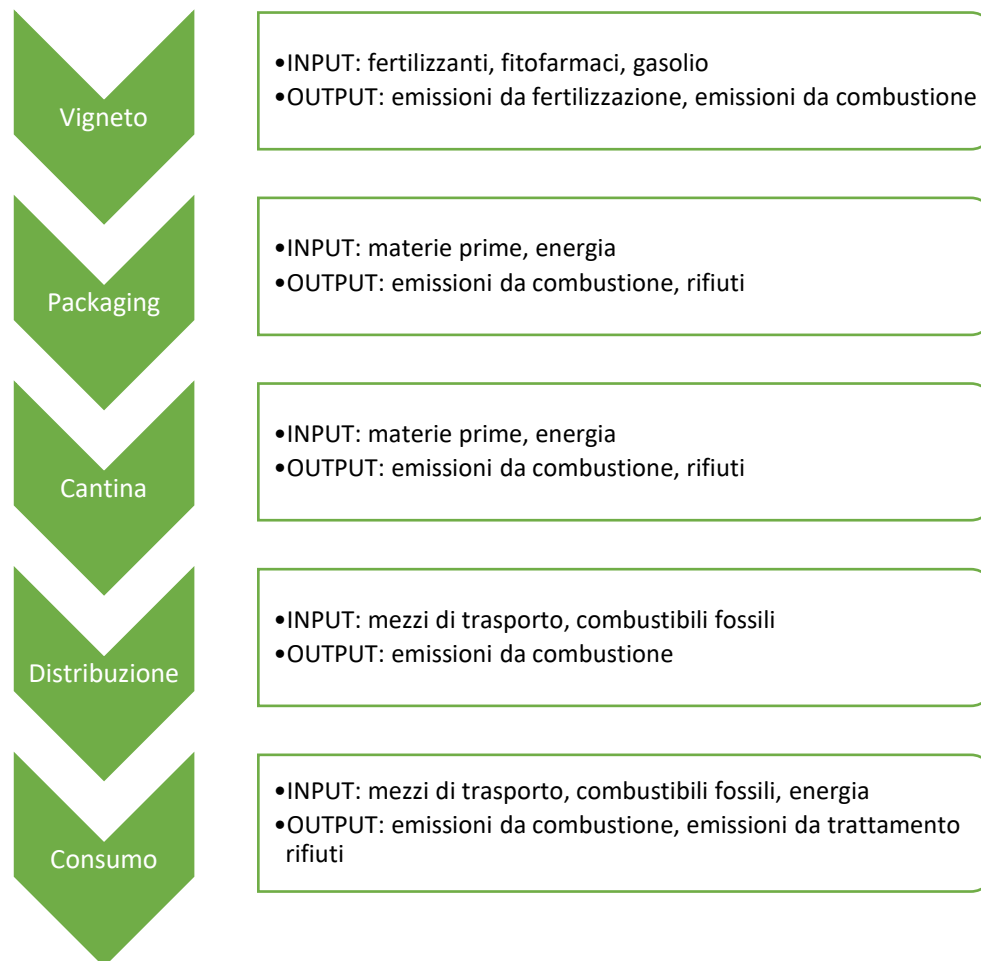 Vigneto
•INPUT: fertilizzanti, fitofarmaci, gasolio
•OUTPUT: emissioni da fertilizzazione, emissioni da combustione
Packaging
•INPUT: materie prime, energia
•OUTPUT: emissioni da combustione, rifiuti
Cantina
•INPUT: materie prime, energia
•OUTPUT: emissioni da combustione, rifiuti
Distribuzione
•INPUT: mezzi di trasporto, combustibili fossili
•OUTPUT: emissioni da combustione
Consumo
•INPUT: mezzi di trasporto, combustibili fossili, energia
•OUTPUT: emissioni da combustione, emissioni da trattamento
rifiuti